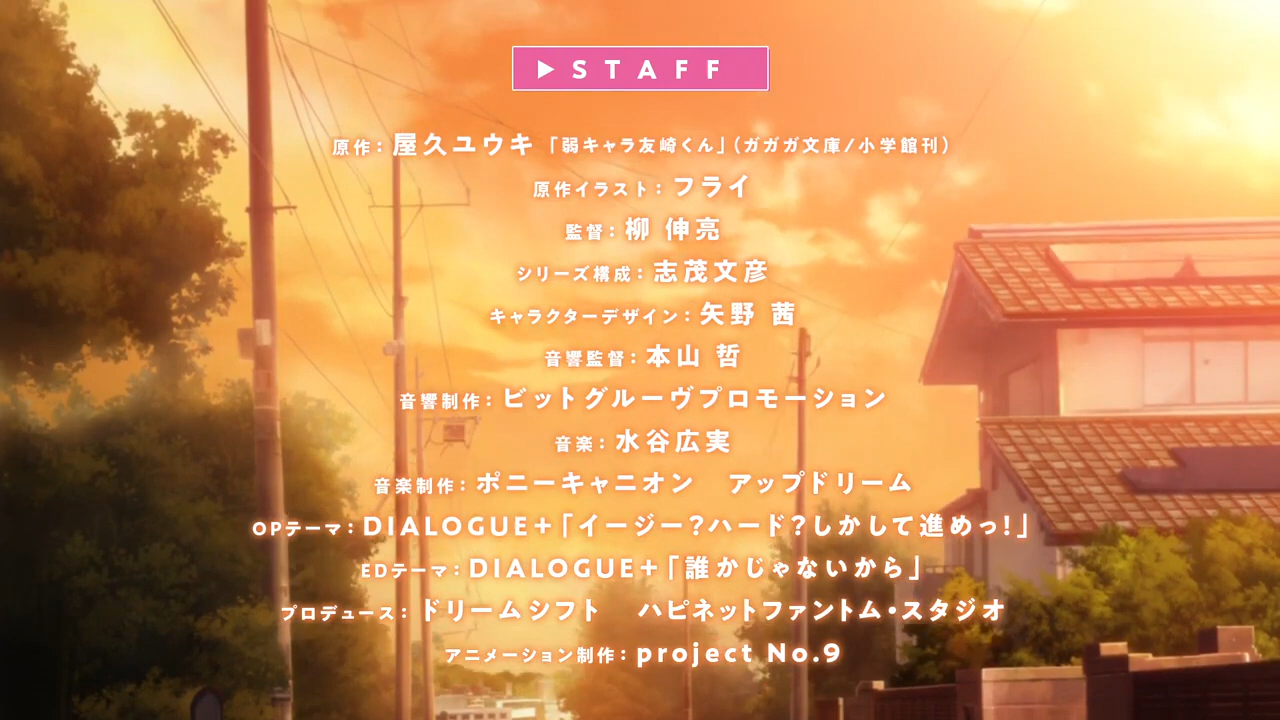 ▶STAFF
原作：屋久ユウキ「弱キャラ友崎くん」（ガガガ文庫/小学館刊）
原作イラスト：フライ
監督：柳 伸亮
シリーズ構成：志茂文彦
キャラクターデザイン：矢野 茜
音響監督：本山 哲
音響制作：ビットグルーヴプロモーション
音楽：水谷広実
音楽制作：ポニーキャニオン　アップドリーム
OPテーマ：DIALOGUE+「イージー?ハード?しかして進めっ!」
EDテーマ：DIALOGUE+「誰かじゃないから」
プロデュース：ドリームシフト　ハピネットファントム・スタジオ
アニメーション制作：project No.9